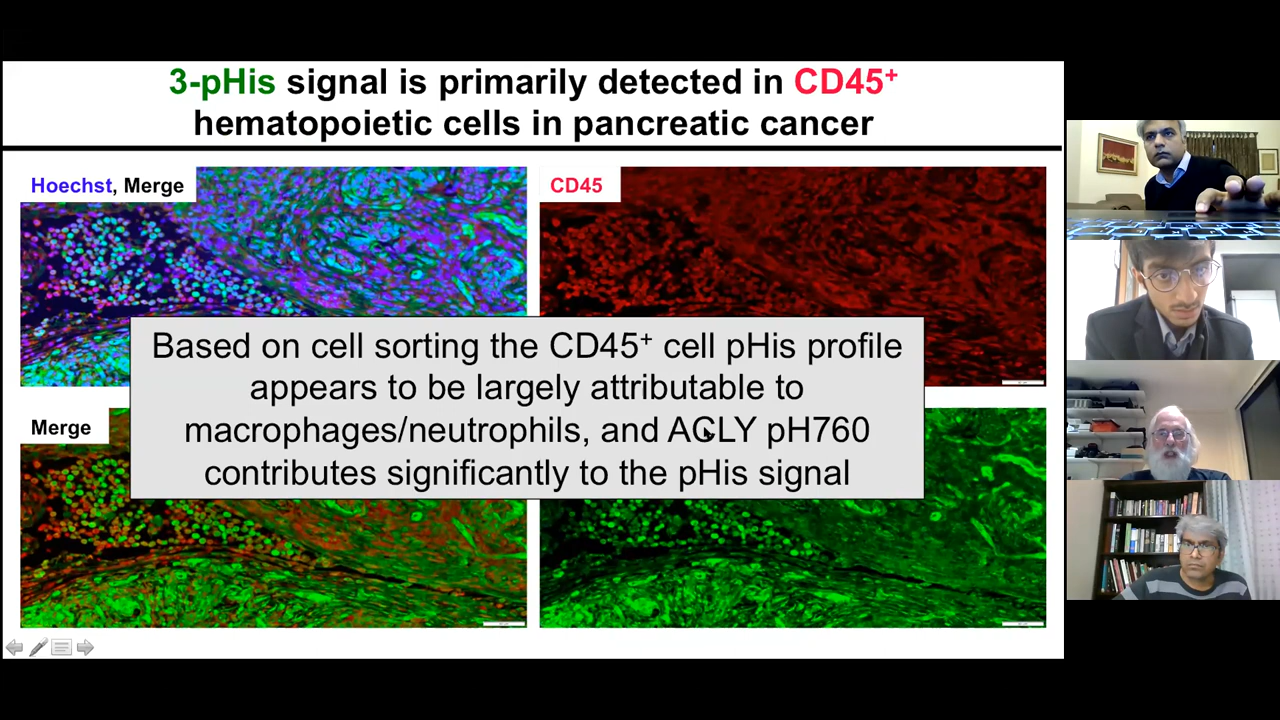 3-pHis signal is primarily detected in CD45⁺
hematopoietic cells in pancreatic cancer
Hoechst, Merge
CD45
Based on cell sorting the CD45⁺ cell pHis profile
appears to be largely attributable to
macrophages/neutrophils, and ACLY pH760
contributes significantly to the pHis signal
Merge